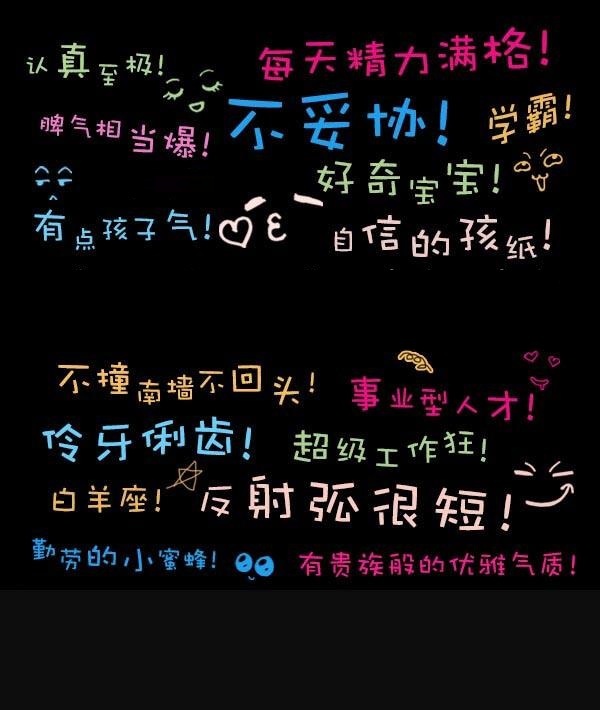 认真至极!
每天精力满格!
脾气相当爆!
不妥协!
学霸!
好奇宝宝!
有点孩子气!
自信的孩纸!
不撞南墙不回头!
事业型人才!
伶牙俐齿!
超级工作狂!
白羊座!
反射弧很短!
勤劳的小蜜蜂!
有贵族般的优雅气质!